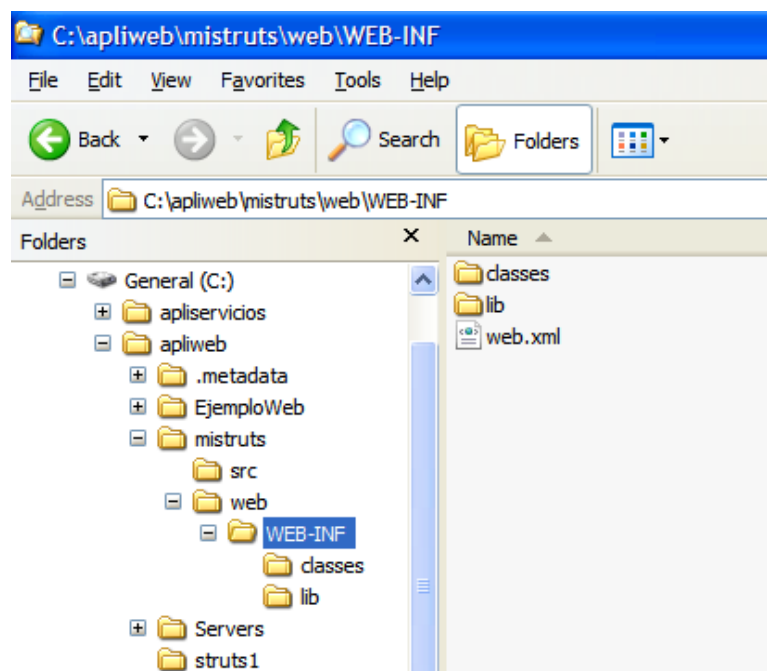 C:\apliweb\mistruts\web\WEB-INF
File Edit View Favorites Tools Help
Back Search Folders
Address C:\apliweb\mistruts\web\WEB-INF
Folders Name
General (C:) classes
apliservicios lib
apliweb web.xml
.metadata
EjemploWeb
mistruts
src
web
WEB-INF
classes
lib
Servers
struts1